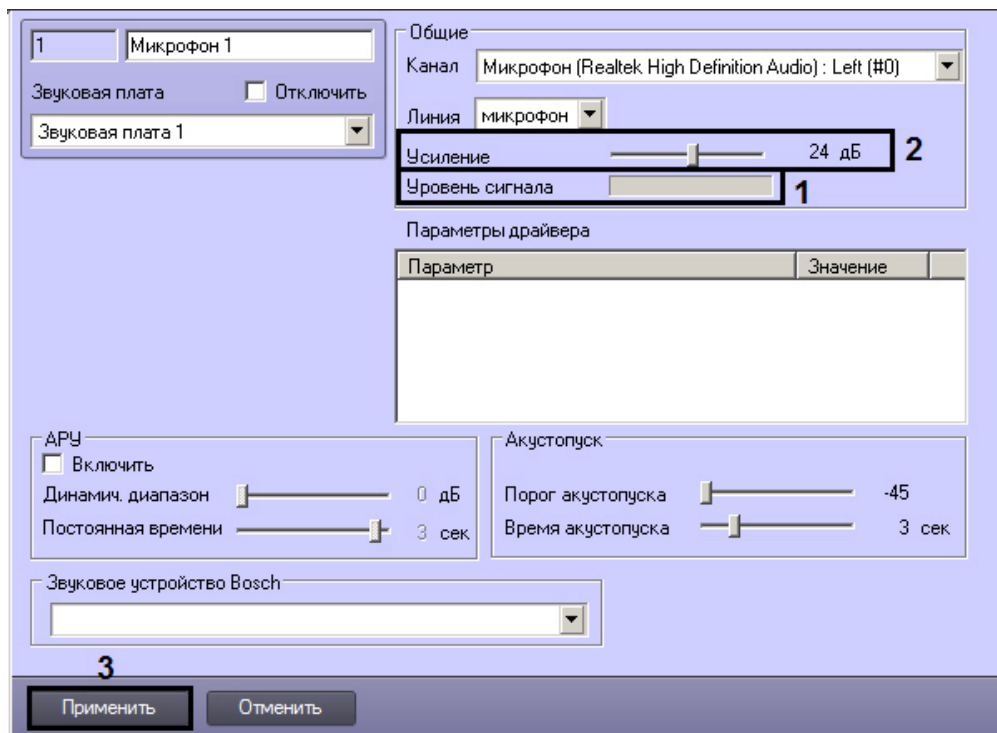 1
Микрофон 1
Звуковая плата
Отключить
Звуковая плата 1
Общие
Канал
Микрофон (Realtek High Definition Audio) : Left (#0)
Линия
микрофон
Усиление
24 дБ
2
Уровень сигнала
1
Параметры драйвера
Параметр
Значение
АРУ
Включить
Динамич. диапазон
0 дБ
Постоянная времени
3 сек
Акустопуск
Порог акустопуска
-45
Время акустопуска
3 сек
Звуковое устройство Bosch
3
Применить
Отменить